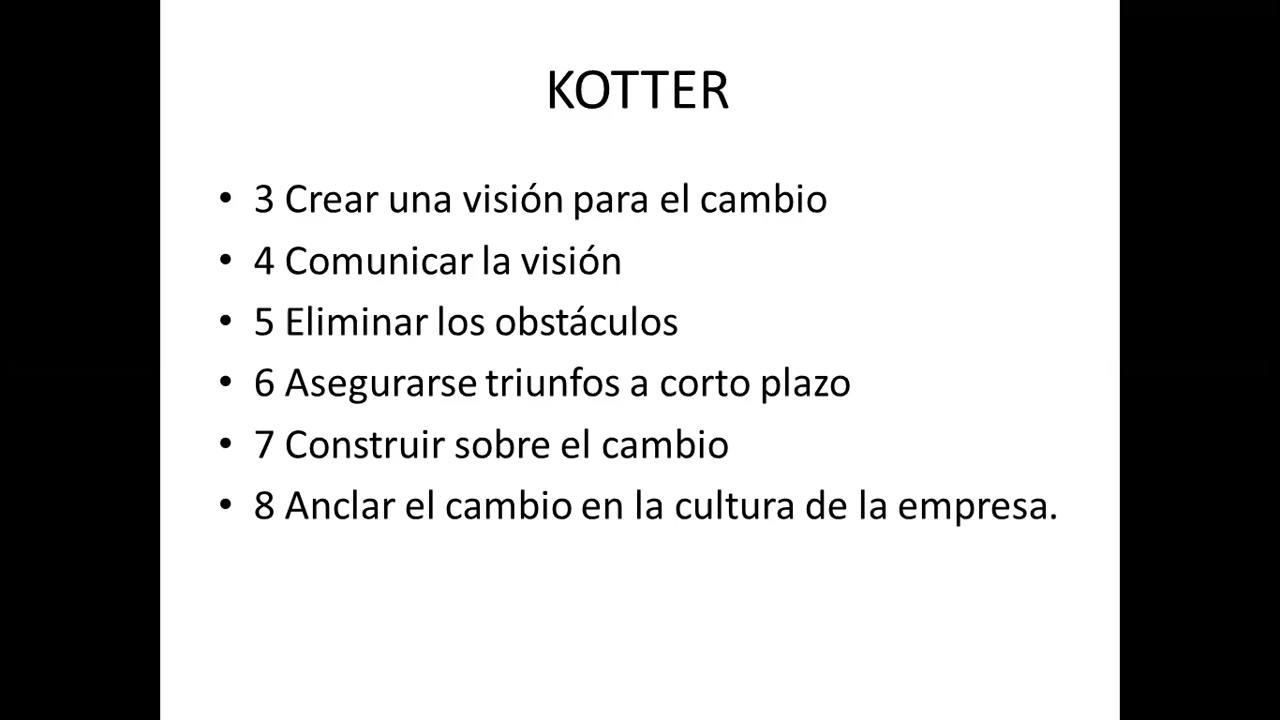 KOTTER
• 3 Crear una visión para el cambio
• 4 Comunicar la visión
• 5 Eliminar los obstáculos
• 6 Asegurarse triunfos a corto plazo
• 7 Construir sobre el cambio
• 8 Anclar el cambio en la cultura de la empresa.